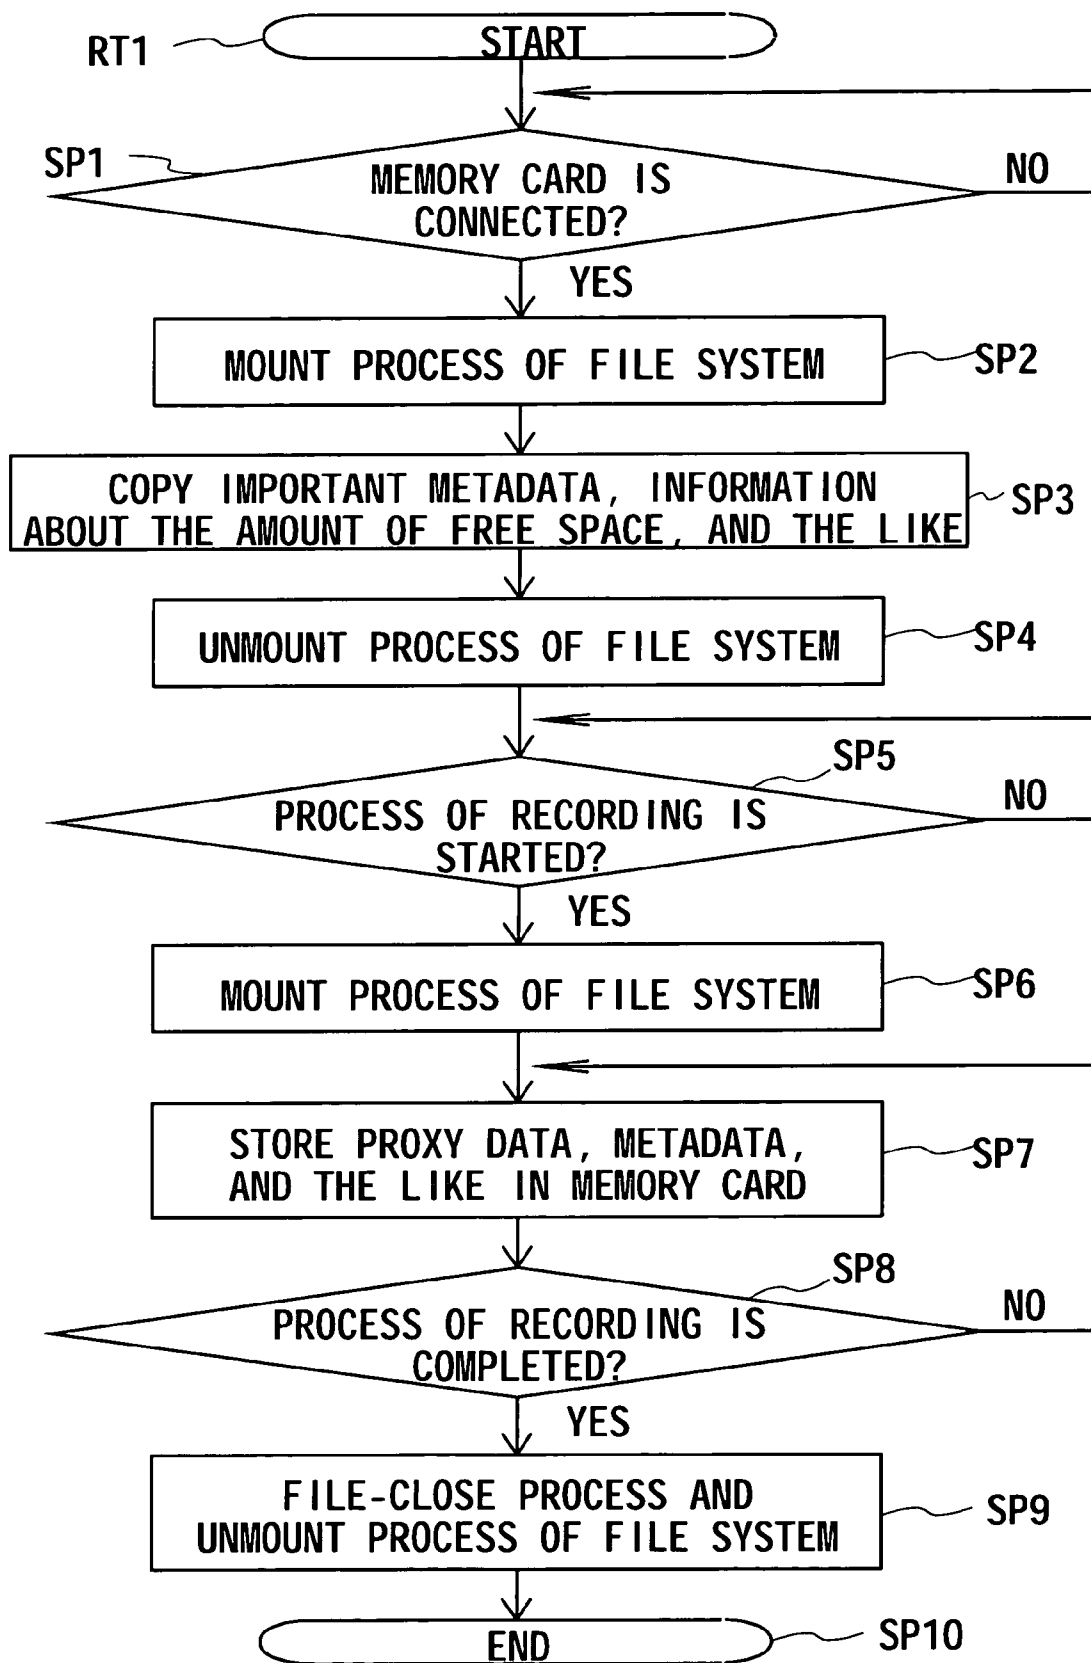 RT1
START
SP1
MEMORY CARD IS
CONNECTED?
NO
YES
MOUNT PROCESS OF FILE SYSTEM
SP2
COPY IMPORTANT METADATA, INFORMATION
ABOUT THE AMOUNT OF FREE SPACE, AND THE LIKE
SP3
UNMOUNT PROCESS OF FILE SYSTEM
SP4
SP5
PROCESS OF RECORDING IS
STARTED?
NO
YES
MOUNT PROCESS OF FILE SYSTEM
SP6
STORE PROXY DATA, METADATA,
AND THE LIKE IN MEMORY CARD
SP7
SP8
PROCESS OF RECORDING IS
COMPLETED?
NO
YES
FILE-CLOSE PROCESS AND
UNMOUNT PROCESS OF FILE SYSTEM
SP9
END
SP10